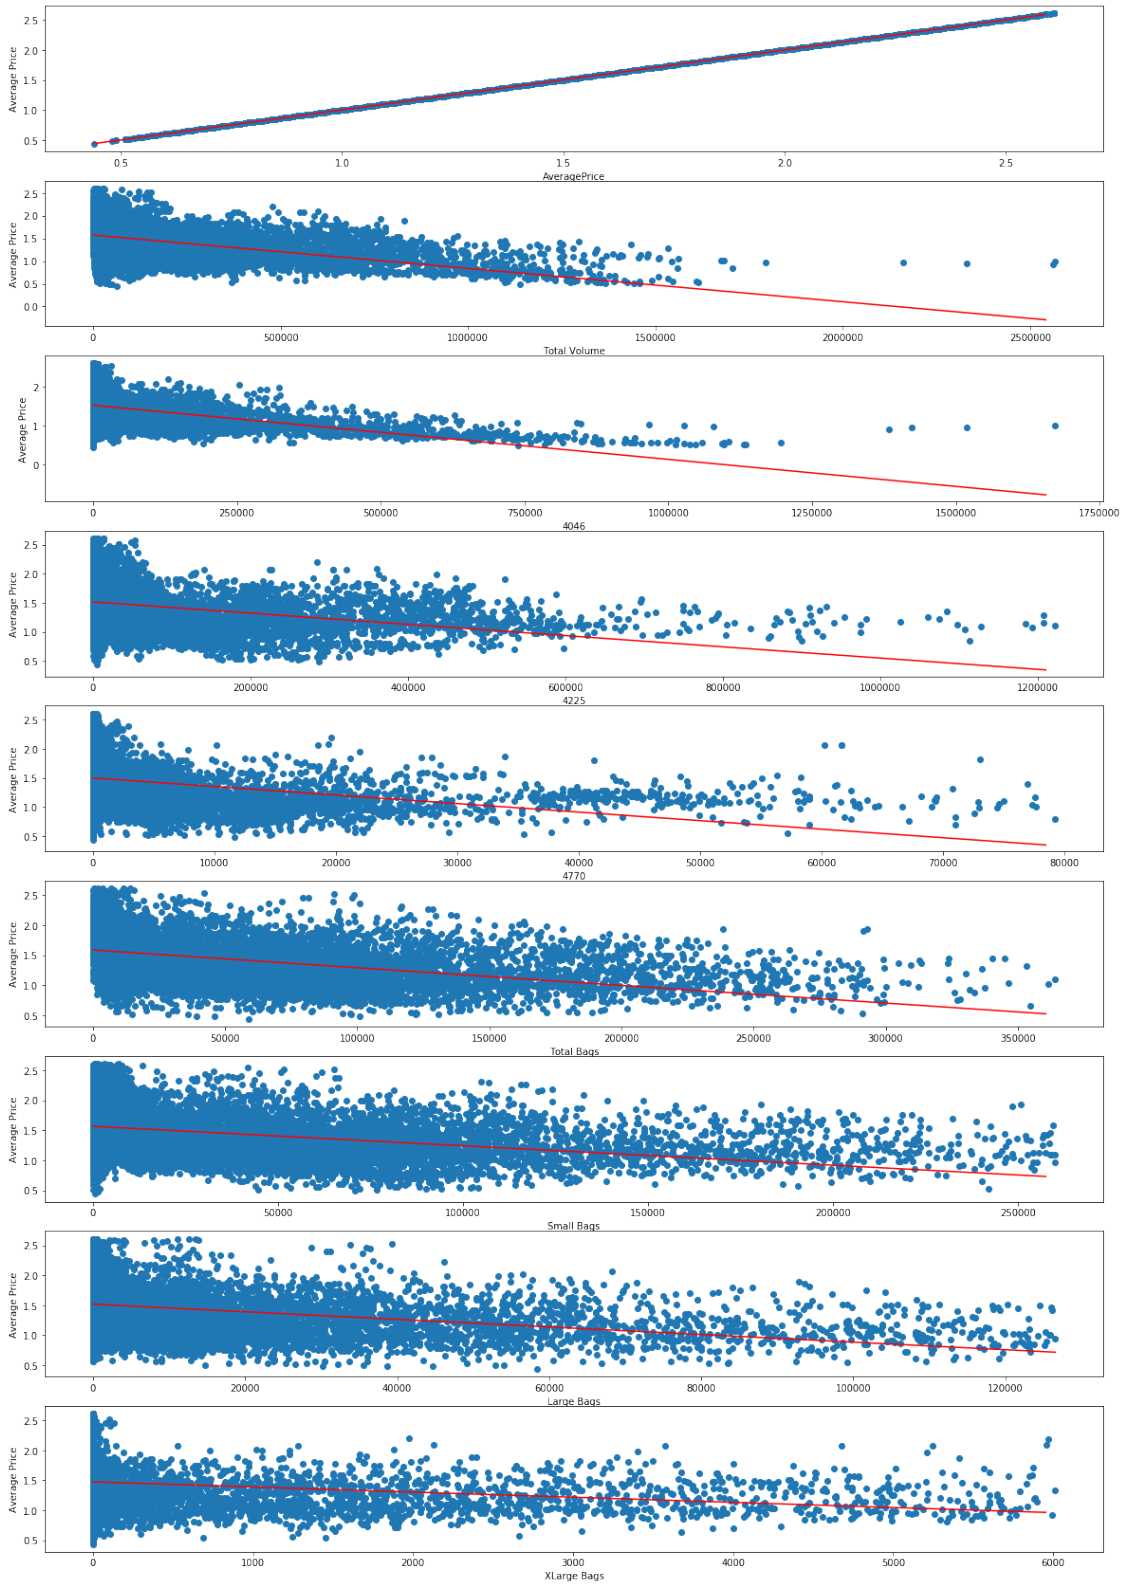 2.5
2.0
1.5
1.0
0.5
Average Price
0.5 1.0 1.5 2.0 2.5
AveragePrice
2.5
2.0
1.5
1.0
0.5
0.0
Average Price
0 500000 1000000 1500000 2000000 2500000
Total Volume
2
1
0
Average Price
0 250000 500000 750000 1000000 1250000 1500000 1750000
4046
2.5
2.0
1.5
1.0
0.5
Average Price
0 200000 400000 600000 800000 1000000 1200000
4225
2.5
2.0
1.5
1.0
0.5
Average Price
0 10000 20000 30000 40000 50000 60000 70000 80000
4770
2.5
2.0
1.5
1.0
0.5
Average Price
0 50000 100000 150000 200000 250000 300000 350000
Total Bags
2.5
2.0
1.5
1.0
0.5
Average Price
0 50000 100000 150000 200000 250000
Small Bags
2.5
2.0
1.5
1.0
0.5
Average Price
0 20000 40000 60000 80000 100000 120000
Large Bags
2.5
2.0
1.5
1.0
0.5
Average Price
0 1000 2000 3000 4000 5000 6000
XLarge Bags